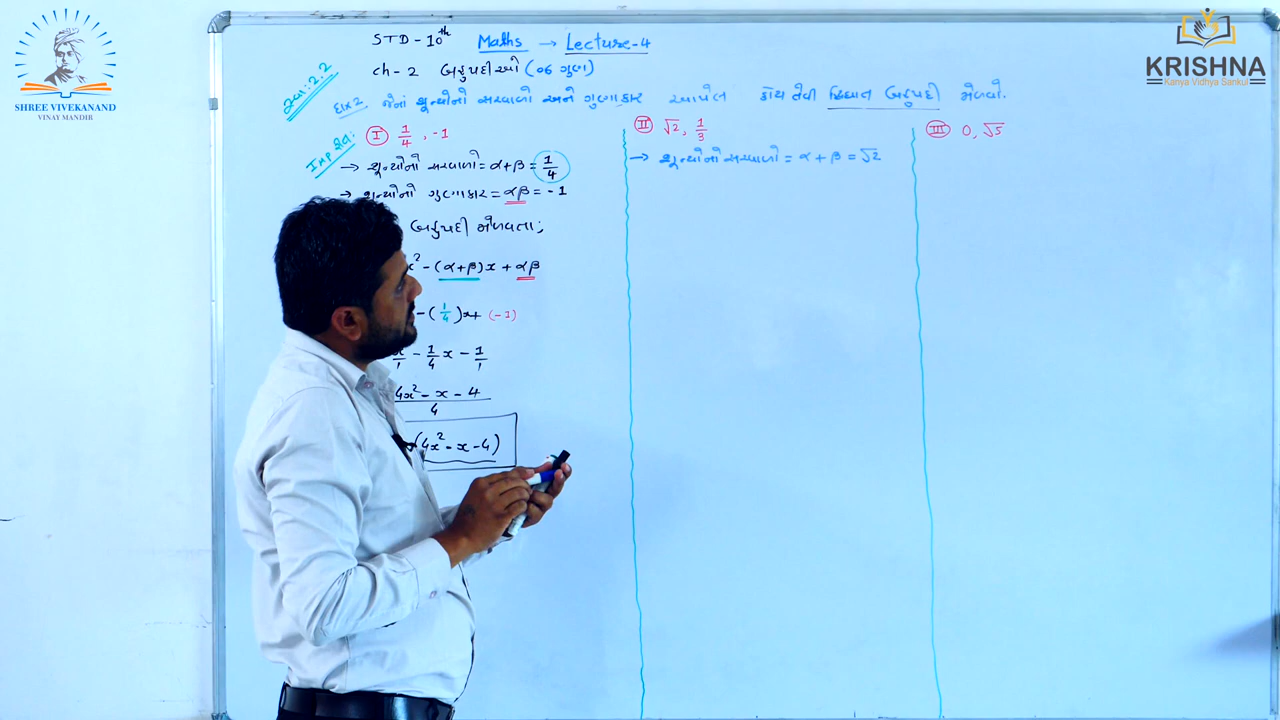 SHREE VIVEKANAND
VINAY MANDIR
KRISHNA
Kanya Vidhya Sankul
STD - 10th Maths → Lecture-4
ch-2 બહુપદીઓ (06 ગુણ)
સ્વા: 2.2
દાખ 2. જેનાં શૂન્યોનો સરવાળો અને ગુણાકાર આપેલ હોય તેવી દ્વિઘાત બહુપદી મેળવો.
Imp
Ⓘ 1/4 , -1
→ શૂન્યોનો સરવાળો = α+β = 1/4
→ શૂન્યોનો ગુણાકાર = αβ = -1
બહુપદી મેળવતા;
x² - (α+β)x + αβ
- (1/4)x + (-1)
- 1/4 x - 1/1
4x² - x - 4
4
(4x² - x - 4)
Ⅱ √2, 1/3
→ શૂન્યોનો સરવાળો = α + β = √2
Ⅲ 0, √5